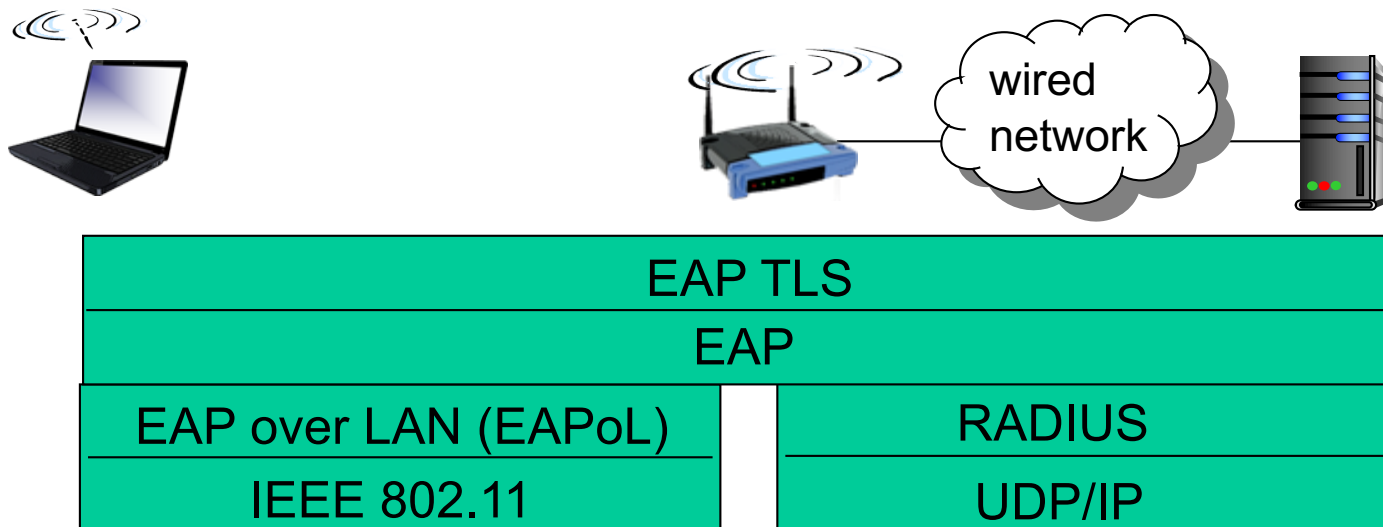 wired
network
EAP TLS
EAP
EAP over LAN (EAPoL)
RADIUS
IEEE 802.11
UDP/IP